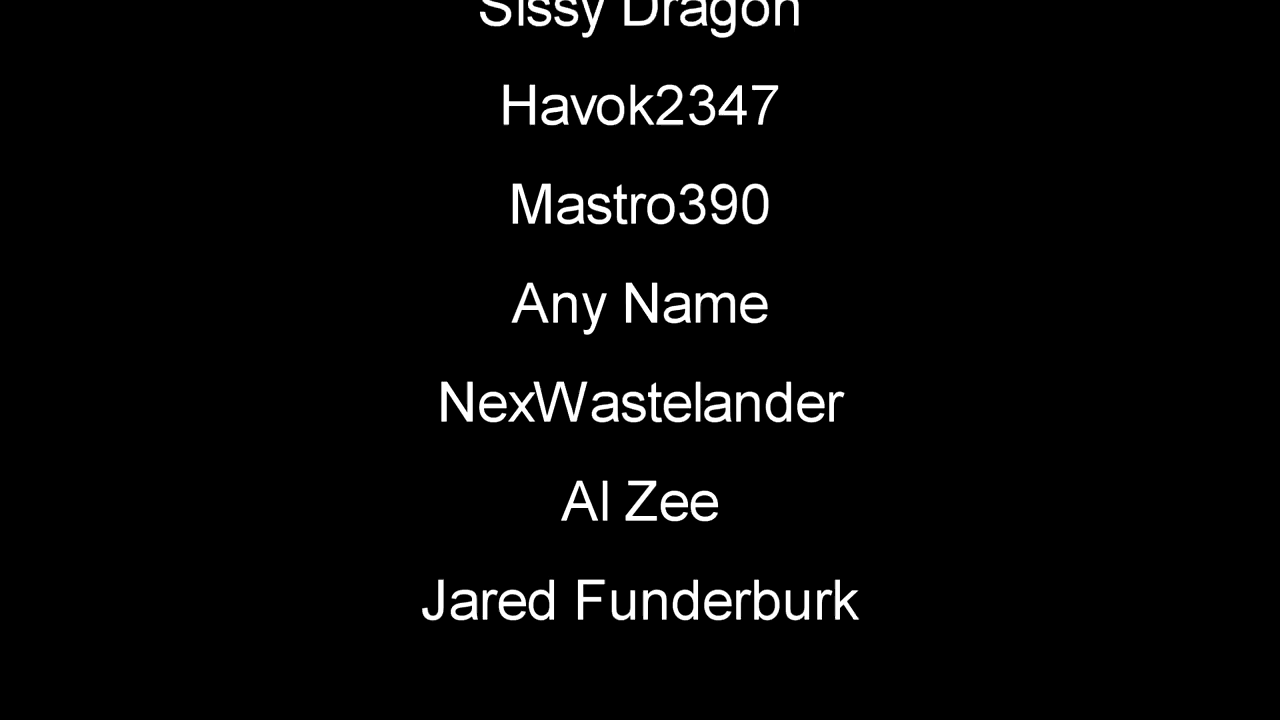 Sissy Dragon
Havok2347
Mastro390
Any Name
NexWastelander
Al Zee
Jared Funderburk